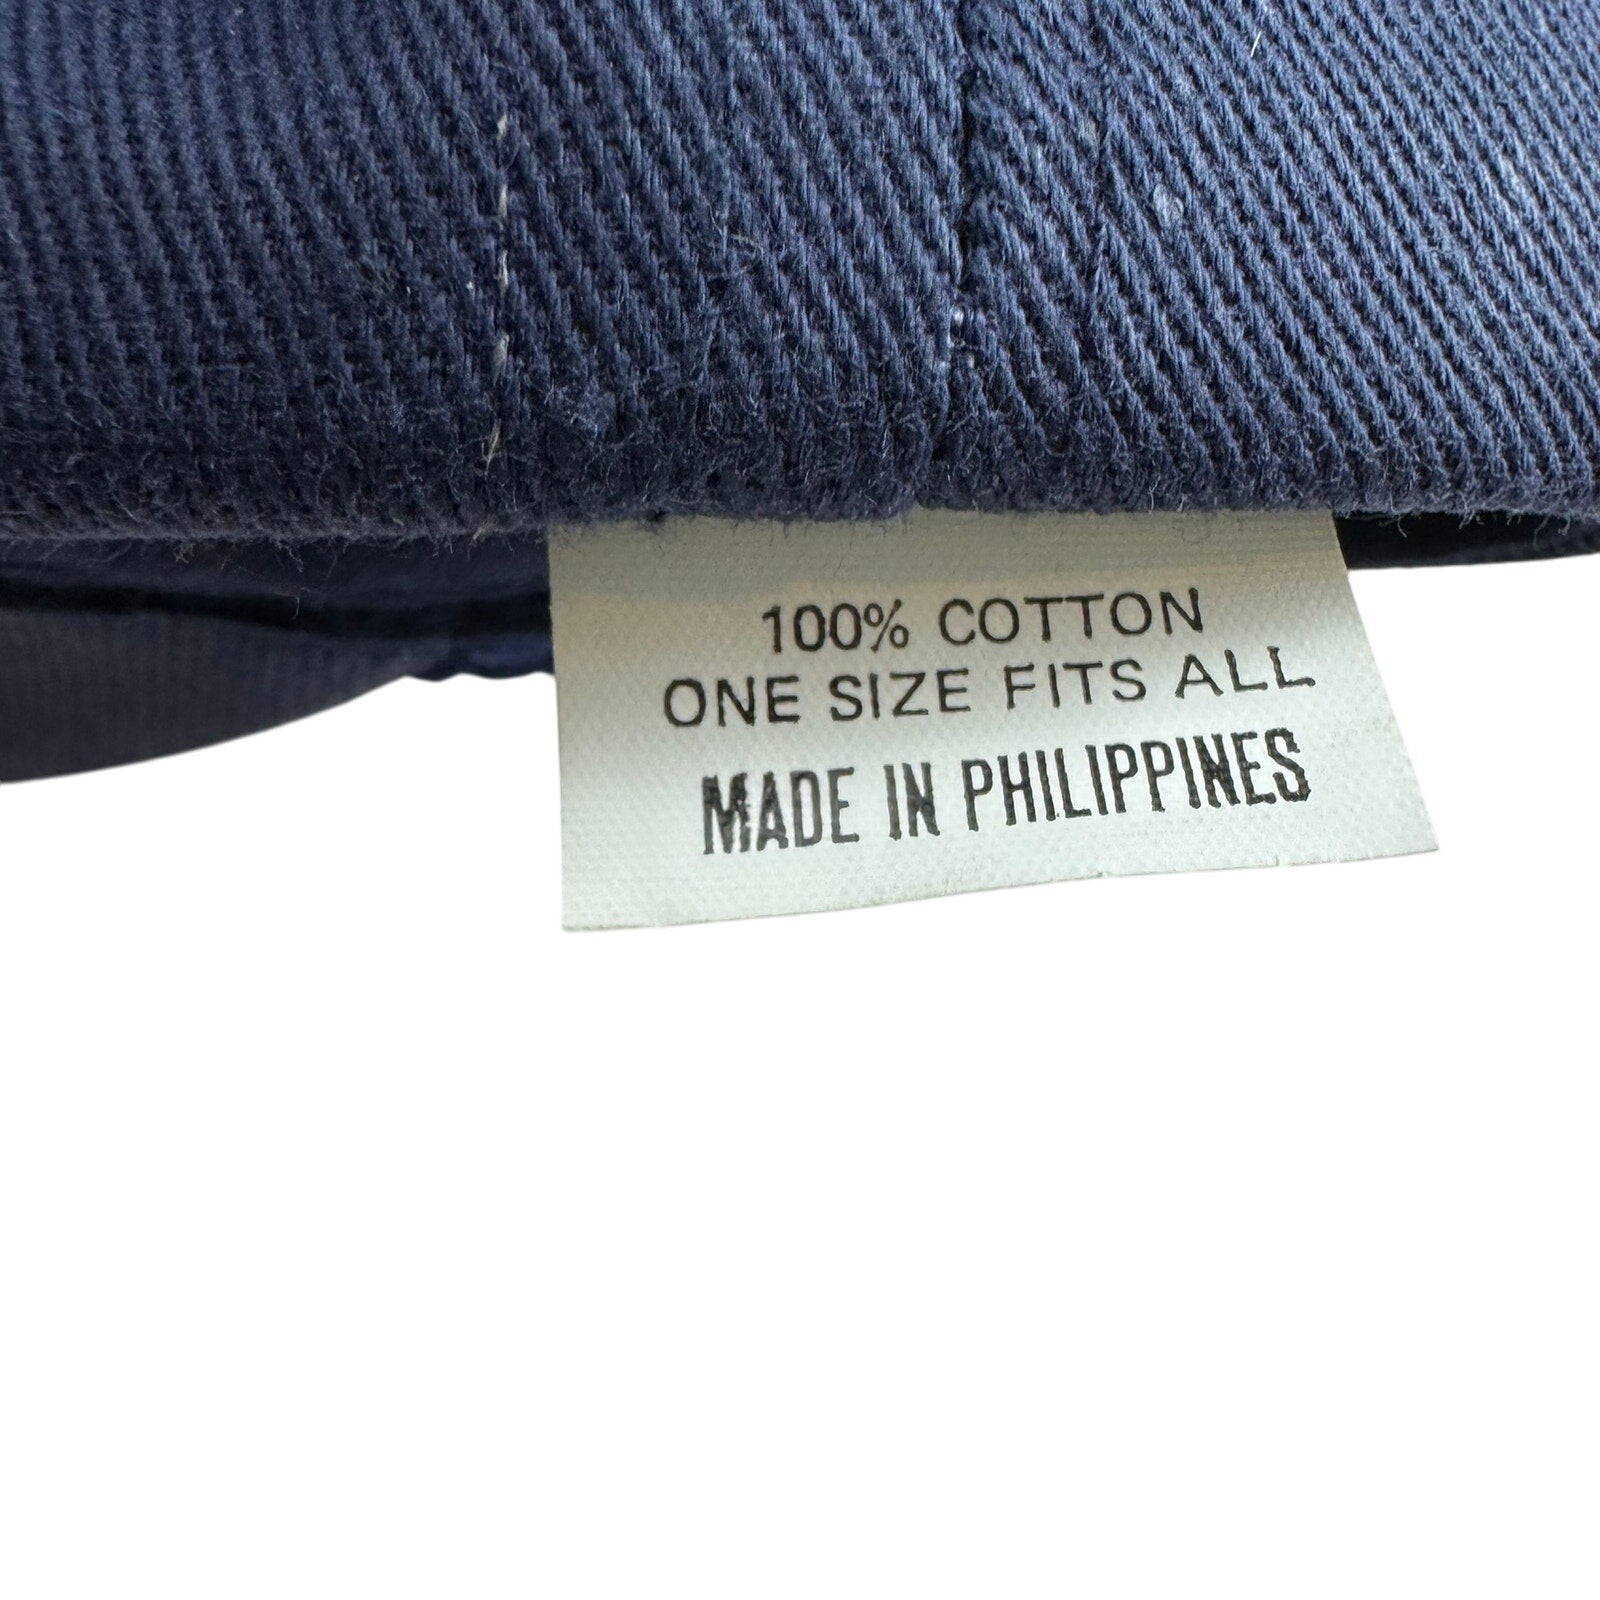 100% COTTON
ONE SIZE FITS ALL
MADE IN PHILIPPINES